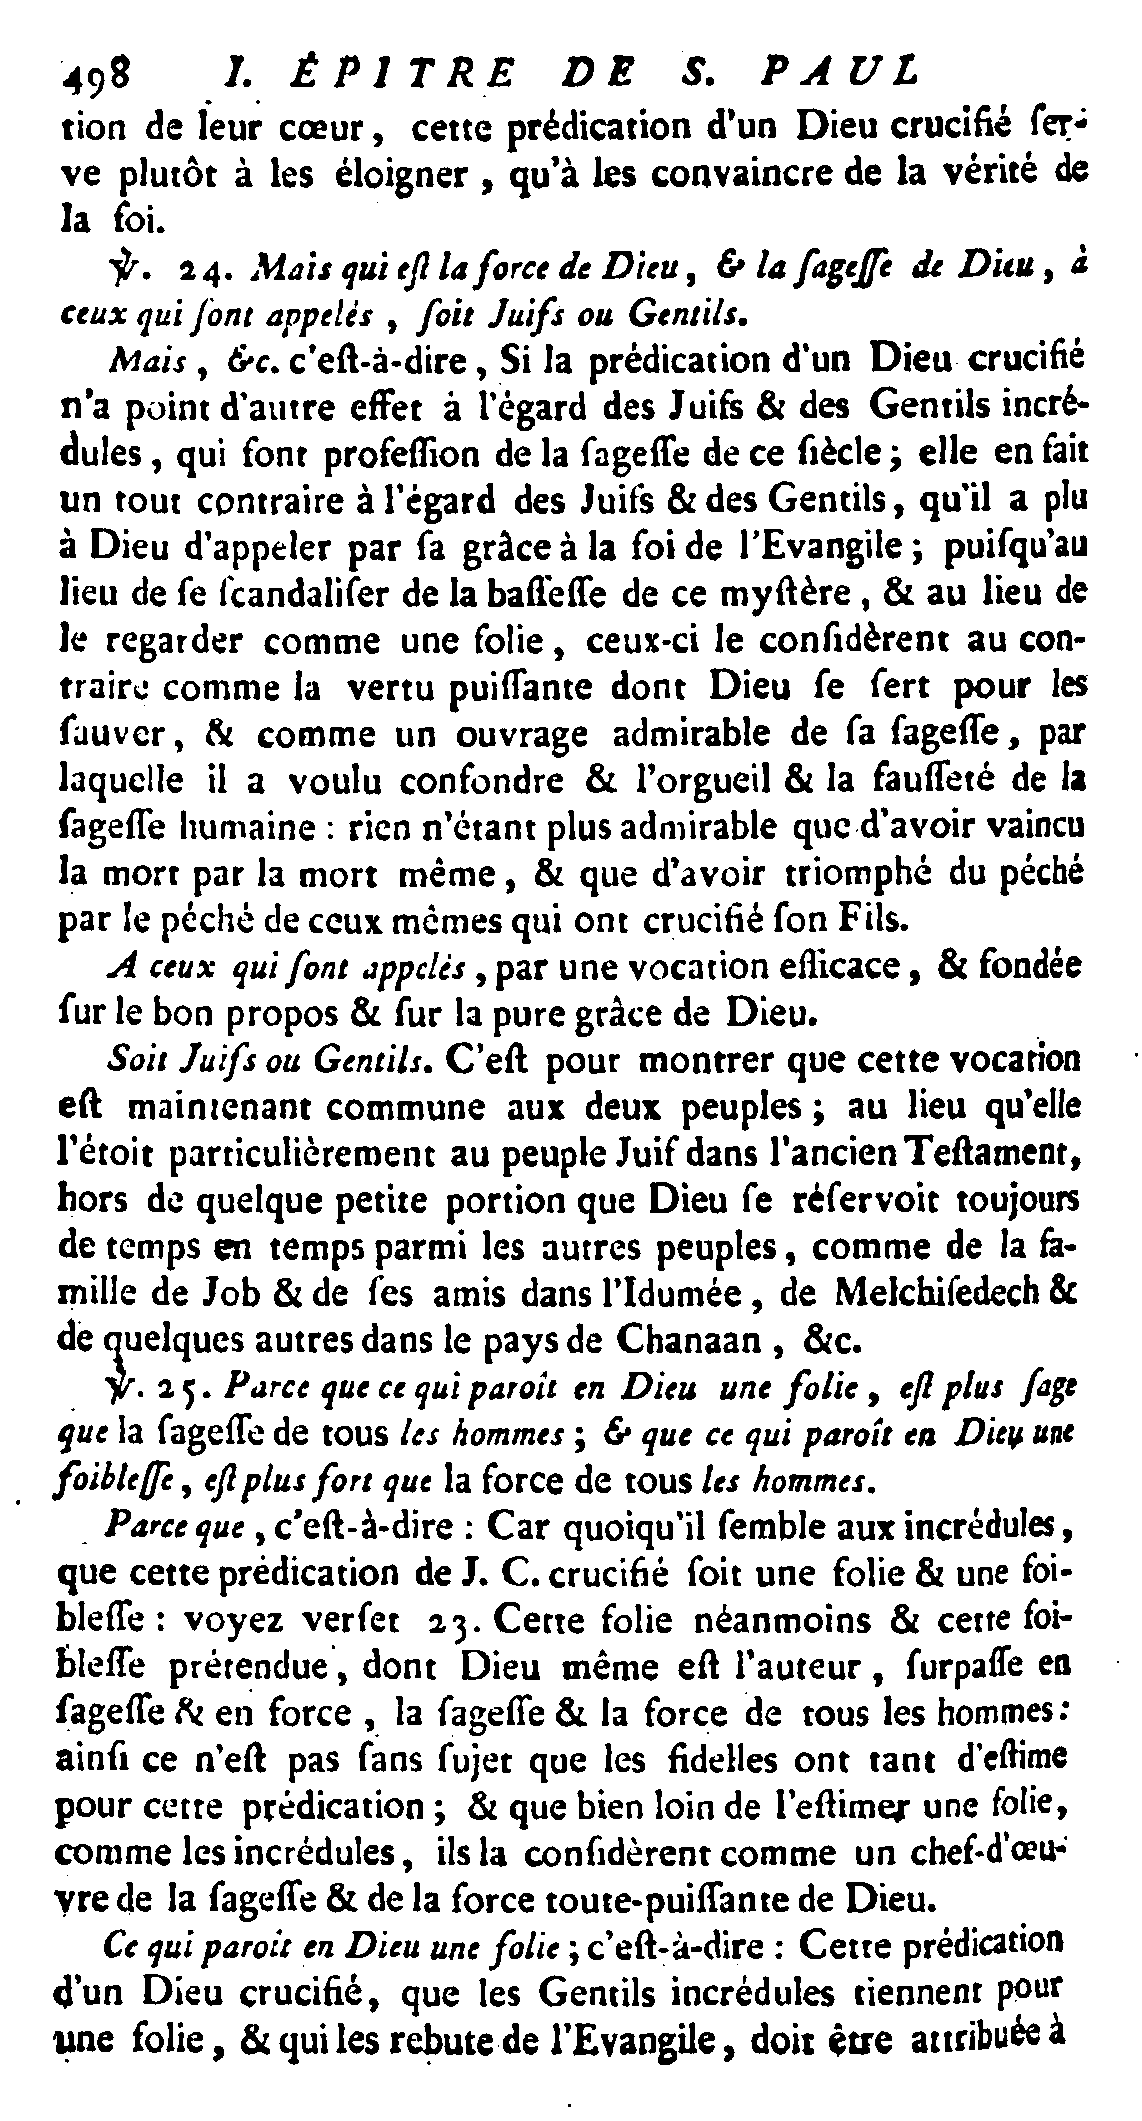 498 I. ÉPITRE DE S. PAUL
tion de leur cœur, cette prédication d'un Dieu crucifié ſer-
ve plutôt à les éloigner, qu'à les convaincre de la vérité de
la foi.
℣. 24. Mais qui eſt la force de Dieu, & la ſageſſe de Dieu, à
ceux qui ſont appelés, ſoit Juifs ou Gentils.
Mais, &c. c'eſt-à-dire, Si la prédication d'un Dieu crucifié
n'a point d'autre effet à l'égard des Juifs & des Gentils incré-
dules, qui font profeſſion de la ſageſſe de ce ſiècle; elle en fait
un tout contraire à l'égard des Juifs & des Gentils, qu'il a plu
à Dieu d'appeler par ſa grâce à la foi de l'Evangile; puiſqu'au
lieu de ſe ſcandaliſer de la baſſeſſe de ce myſtère, & au lieu de
le regarder comme une folie, ceux-ci le conſidèrent au con-
traire comme la vertu puiſſante dont Dieu ſe ſert pour les
ſauver, & comme un ouvrage admirable de ſa ſageſſe, par
laquelle il a voulu confondre & l'orgueil & la fauſſeté de la
ſageſſe humaine : rien n'étant plus admirable que d'avoir vaincu
la mort par la mort même, & que d'avoir triomphé du péché
par le péché de ceux mêmes qui ont crucifié ſon Fils.
A ceux qui ſont appelés, par une vocation efficace, & fondée
ſur le bon propos & ſur la pure grâce de Dieu.
Soit Juifs ou Gentils. C'eſt pour montrer que cette vocation
eſt maintenant commune aux deux peuples; au lieu qu'elle
l'étoit particulièrement au peuple Juif dans l'ancien Teſtament,
hors de quelque petite portion que Dieu ſe réſervoit toujours
de temps en temps parmi les autres peuples, comme de la fa-
mille de Job & de ſes amis dans l'Idumée, de Melchiſedech &
de quelques autres dans le pays de Chanaan, &c.
℣. 25. Parce que ce qui paroît en Dieu une folie, eſt plus ſage
que la ſageſſe de tous les hommes; & que ce qui paroît en Dieu une
foibleſſe, eſt plus fort que la force de tous les hommes.
Parce que, c'eſt-à-dire : Car quoiqu'il ſemble aux incrédules,
que cette prédication de J. C. crucifié ſoit une folie & une foi-
bleſſe : voyez verſet 23. Cette folie néanmoins & cette foi-
bleſſe prétendue, dont Dieu même eſt l'auteur, ſurpaſſe en
ſageſſe & en force, la ſageſſe & la force de tous les hommes:
ainſi ce n'eſt pas ſans ſujet que les fidelles ont tant d'eſtime
pour cette prédication; & que bien loin de l'eſtimer une folie,
comme les incrédules, ils la conſidèrent comme un chef-d'œu-
vre de la ſageſſe & de la force toute-puiſſante de Dieu.
Ce qui paroît en Dieu une folie; c'eſt-à-dire : Cette prédication
d'un Dieu crucifié, que les Gentils incrédules tiennent pour
une folie, & qui les rebute de l'Evangile, doit être attribuée à